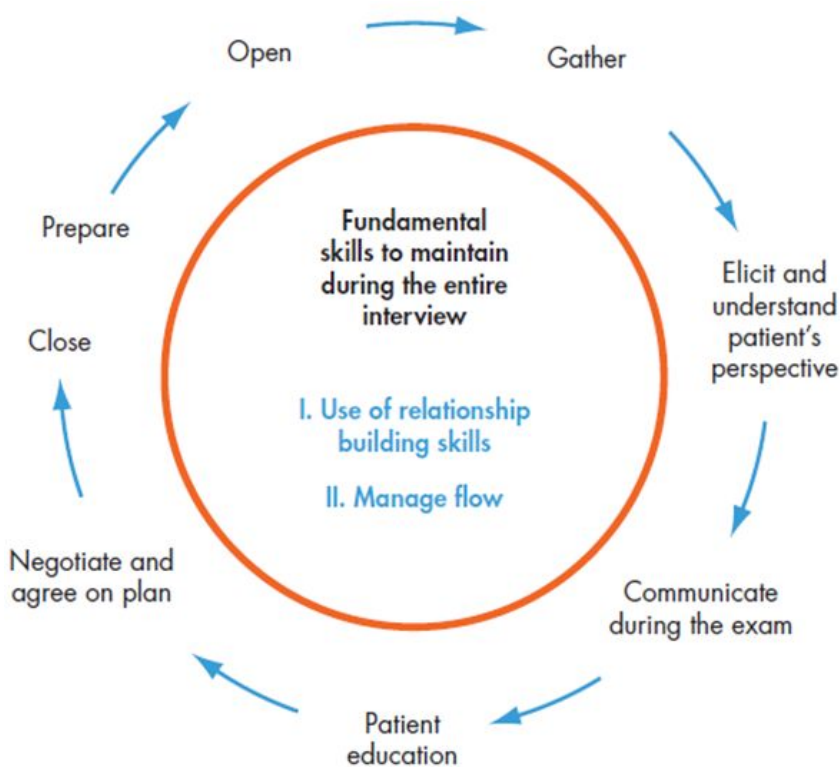 Open
Gather
Prepare
Fundamental
skills to maintain
during the entire
interview
Elicit and
understand
patient's
perspective
Close
I. Use of relationship
building skills
II. Manage flow
Negotiate and
agree on plan
Communicate
during the exam
Patient
education